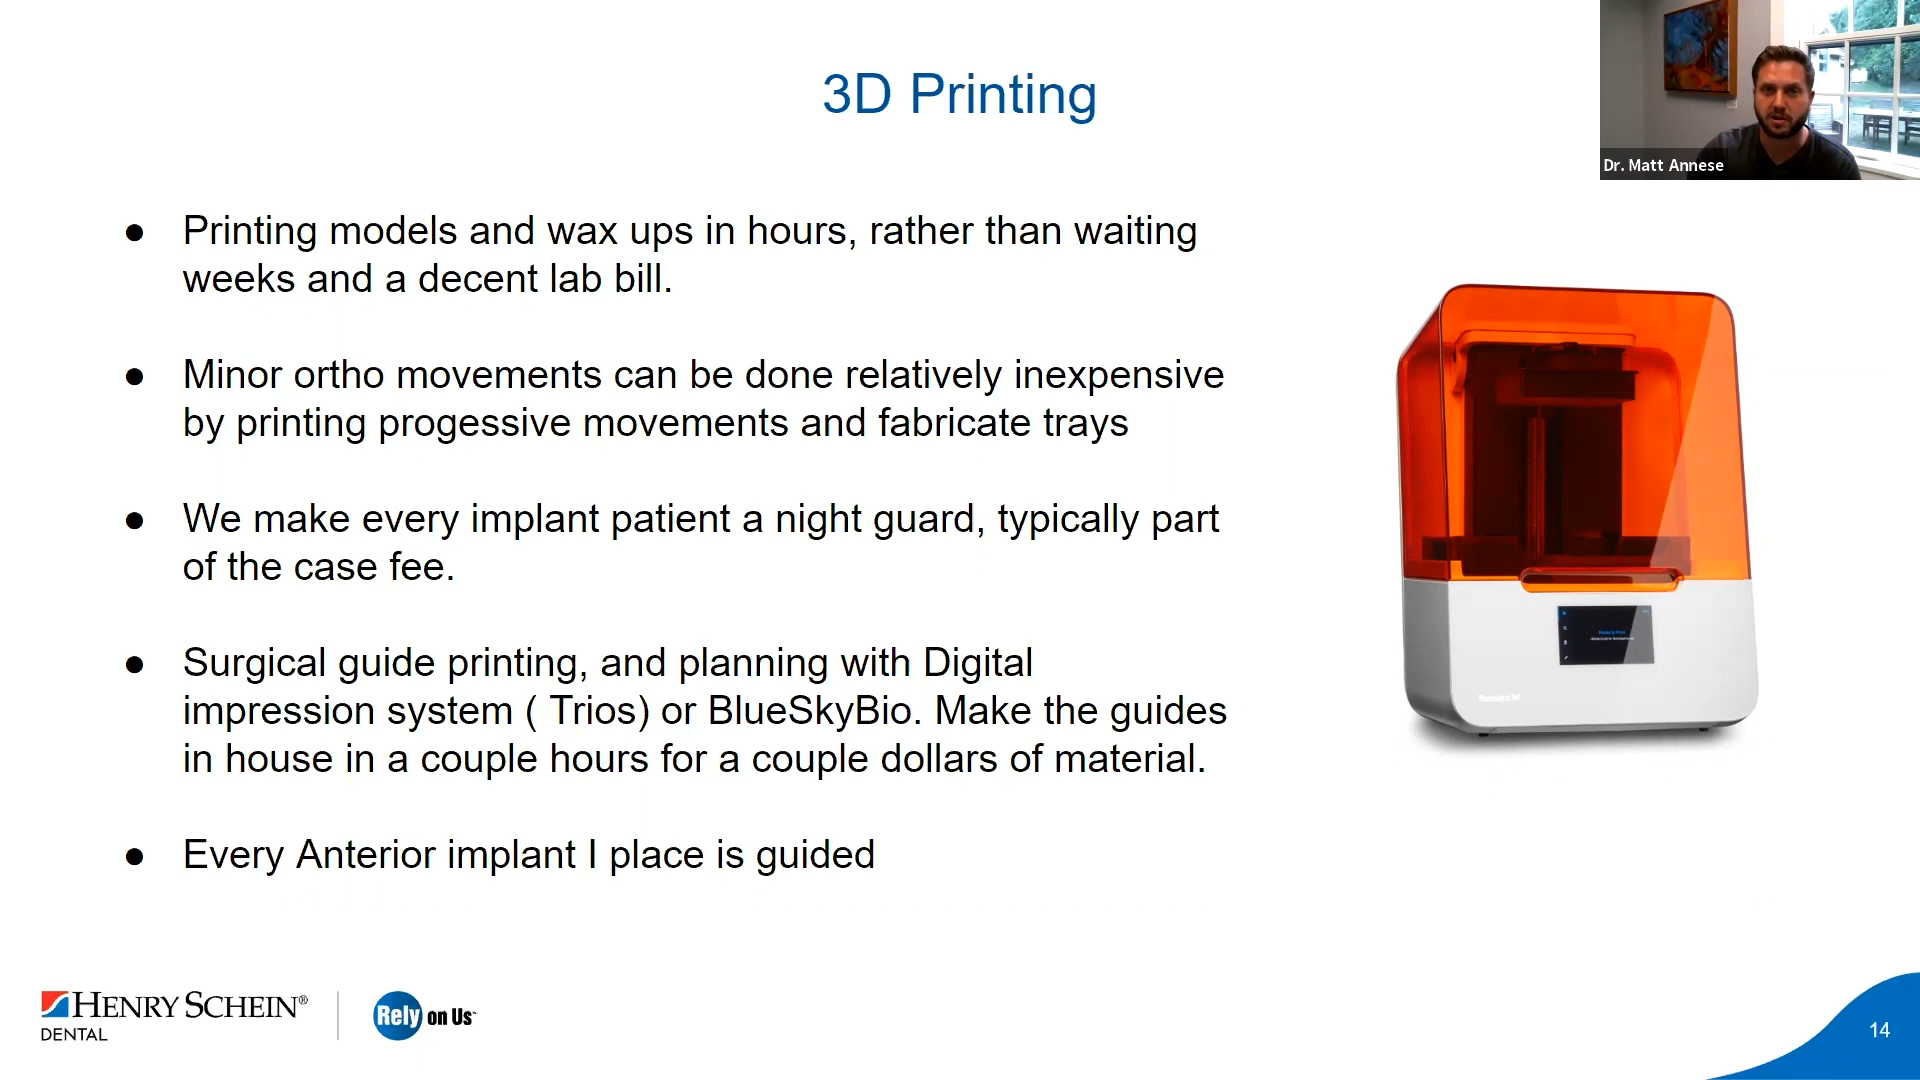 3D Printing
Dr. Matt Annese
● Printing models and wax ups in hours, rather than waiting
weeks and a decent lab bill.
● Minor ortho movements can be done relatively inexpensive
by printing progessive movements and fabricate trays
● We make every implant patient a night guard, typically part
of the case fee.
● Surgical guide printing, and planning with Digital
impression system ( Trios) or BlueSkyBio. Make the guides
in house in a couple hours for a couple dollars of material.
● Every Anterior implant I place is guided
HENRY SCHEIN®
DENTAL
Rely on Us™
14